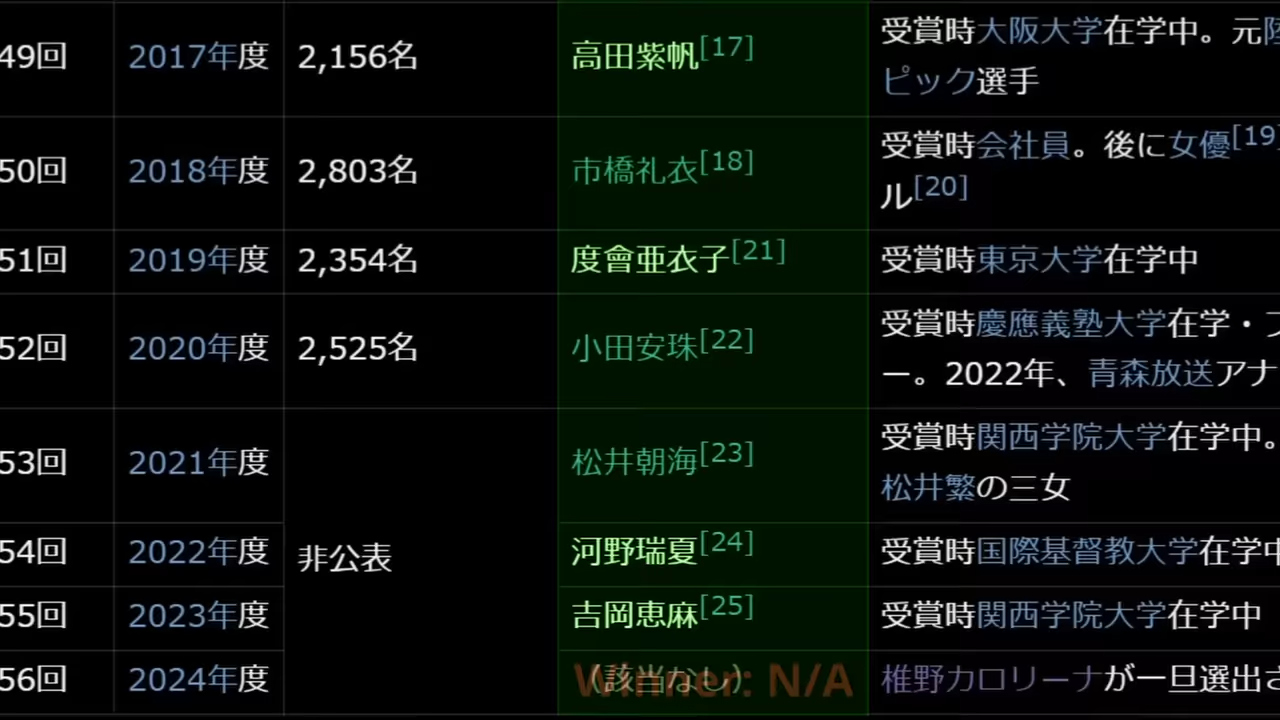 49回 2017年度 2,156名 高田紫帆[17] 受賞時大阪大学在学中。元
ピック選手
50回 2018年度 2,803名 市橋礼衣[18] 受賞時会社員。後に女優[19]
ル[20]
51回 2019年度 2,354名 度會亜衣子[21] 受賞時東京大学在学中
52回 2020年度 2,525名 小田安珠[22] 受賞時慶應義塾大学在学・フ
ー。2022年、青森放送アナ
53回 2021年度 松井朝海[23] 受賞時関西学院大学在学中。
松井繁の三女
54回 2022年度 非公表 河野瑞夏[24] 受賞時国際基督教大学在学中
55回 2023年度 吉岡恵麻[25] 受賞時関西学院大学在学中
56回 2024年度 （該当なし） 椎野カロリーナが一旦選出さ
Winner: N/A